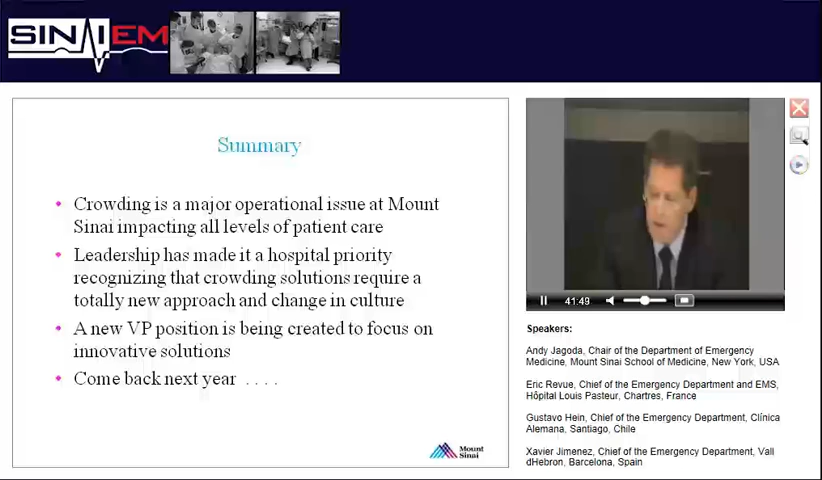 SINAIEM
Summary
• Crowding is a major operational issue at Mount
Sinai impacting all levels of patient care
• Leadership has made it a hospital priority
recognizing that crowding solutions require a
totally new approach and change in culture
• A new VP position is being created to focus on
innovative solutions
• Come back next year . . . .
Mount
Sinai
41:49
Speakers:
Andy Jagoda, Chair of the Department of Emergency
Medicine, Mount Sinai School of Medicine, New York, USA
Eric Revue, Chief of the Emergency Department and EMS,
Hôpital Louis Pasteur, Chartres, France
Gustavo Hein, Chief of the Emergency Department, Clínica
Alemana, Santiago, Chile
Xavier Jimenez, Chief of the Emergency Department, Vall
dHebron, Barcelona, Spain